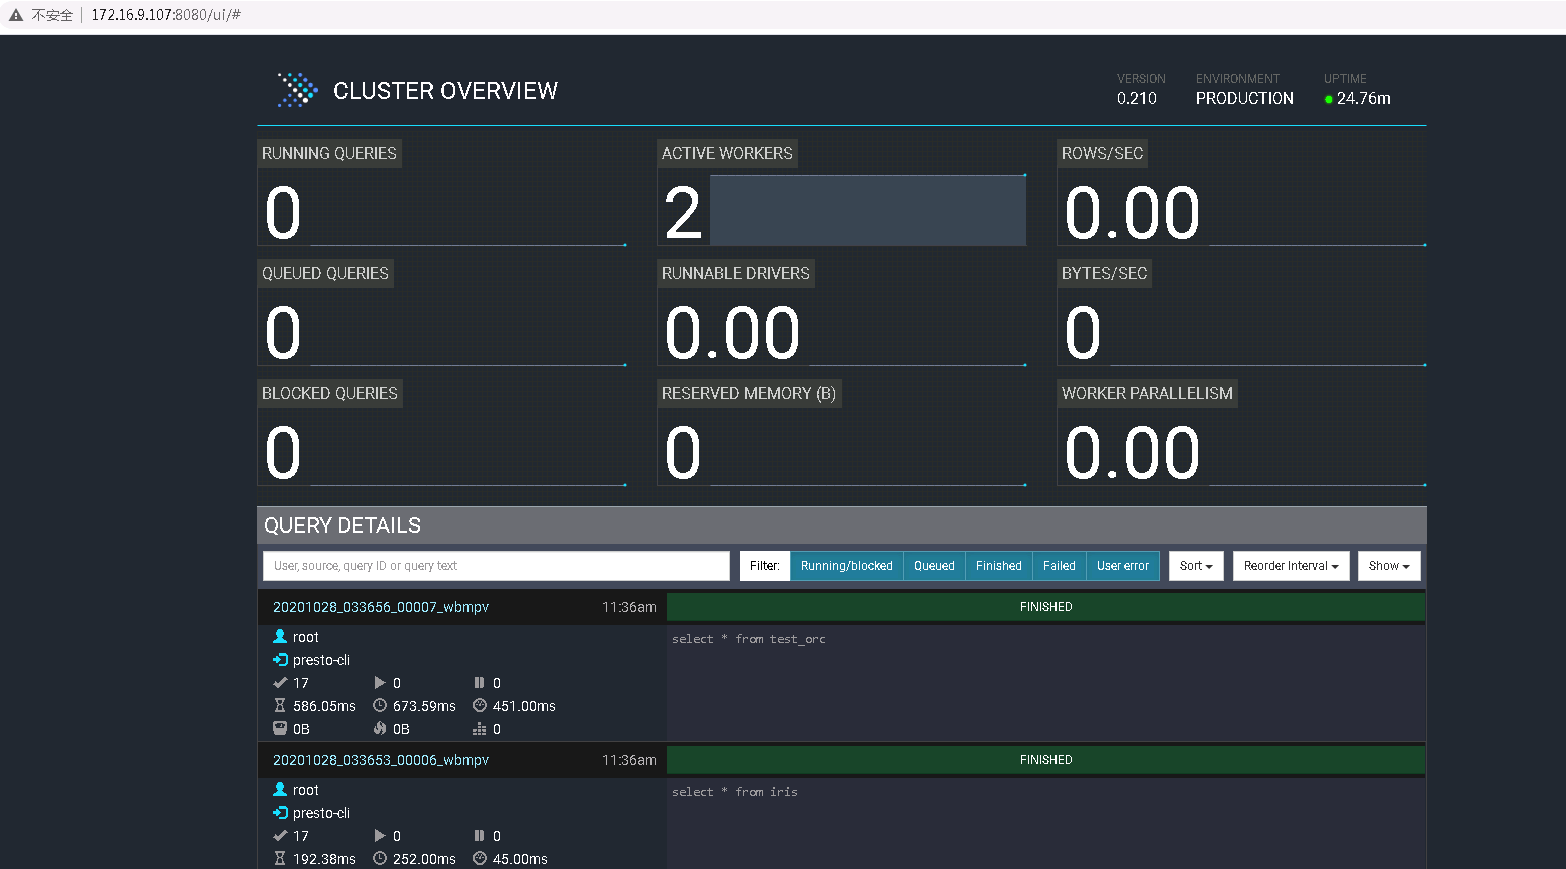 不安全 172.16.9.107:8080/ui/#
CLUSTER OVERVIEW
VERSION
0.210
ENVIRONMENT
PRODUCTION
UPTIME
24.76m
RUNNING QUERIES
0
ACTIVE WORKERS
2
ROWS/SEC
0.00
QUEUED QUERIES
0
RUNNABLE DRIVERS
0.00
BYTES/SEC
0
BLOCKED QUERIES
0
RESERVED MEMORY (B)
0
WORKER PARALLELISM
0.00
QUERY DETAILS
User, source, query ID or query text
Filter: Running/blocked Queued Finished Failed User error Sort Reorder Interval Show
20201028_033656_00007_wbmpv 11:36am FINISHED
root
select * from test_orc
presto-cli
17 0 0
586.05ms 673.59ms 451.00ms
0B 0B 0
20201028_033653_00006_wbmpv 11:36am FINISHED
root
select * from iris
presto-cli
17 0 0
192.38ms 252.00ms 45.00ms